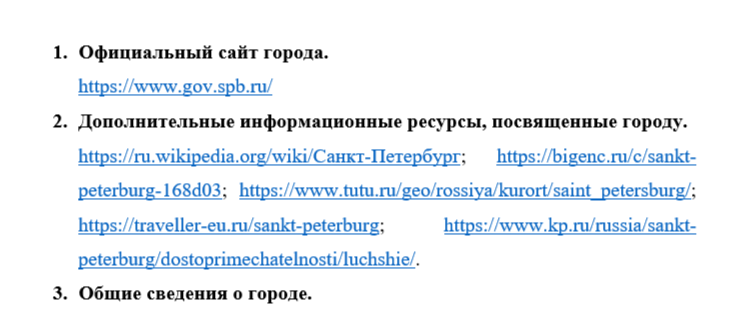 1. Официальный сайт города.
https://www.gov.spb.ru/
2. Дополнительные информационные ресурсы, посвященные городу.
https://ru.wikipedia.org/wiki/Санкт-Петербург; https://bigenc.ru/c/sankt-
peterburg-168d03; https://www.tutu.ru/geo/rossiya/kurort/saint_petersburg/;
https://traveller-eu.ru/sankt-peterburg; https://www.kp.ru/russia/sankt-
peterburg/dostoprimechatelnosti/luchshie/.
3. Общие сведения о городе.